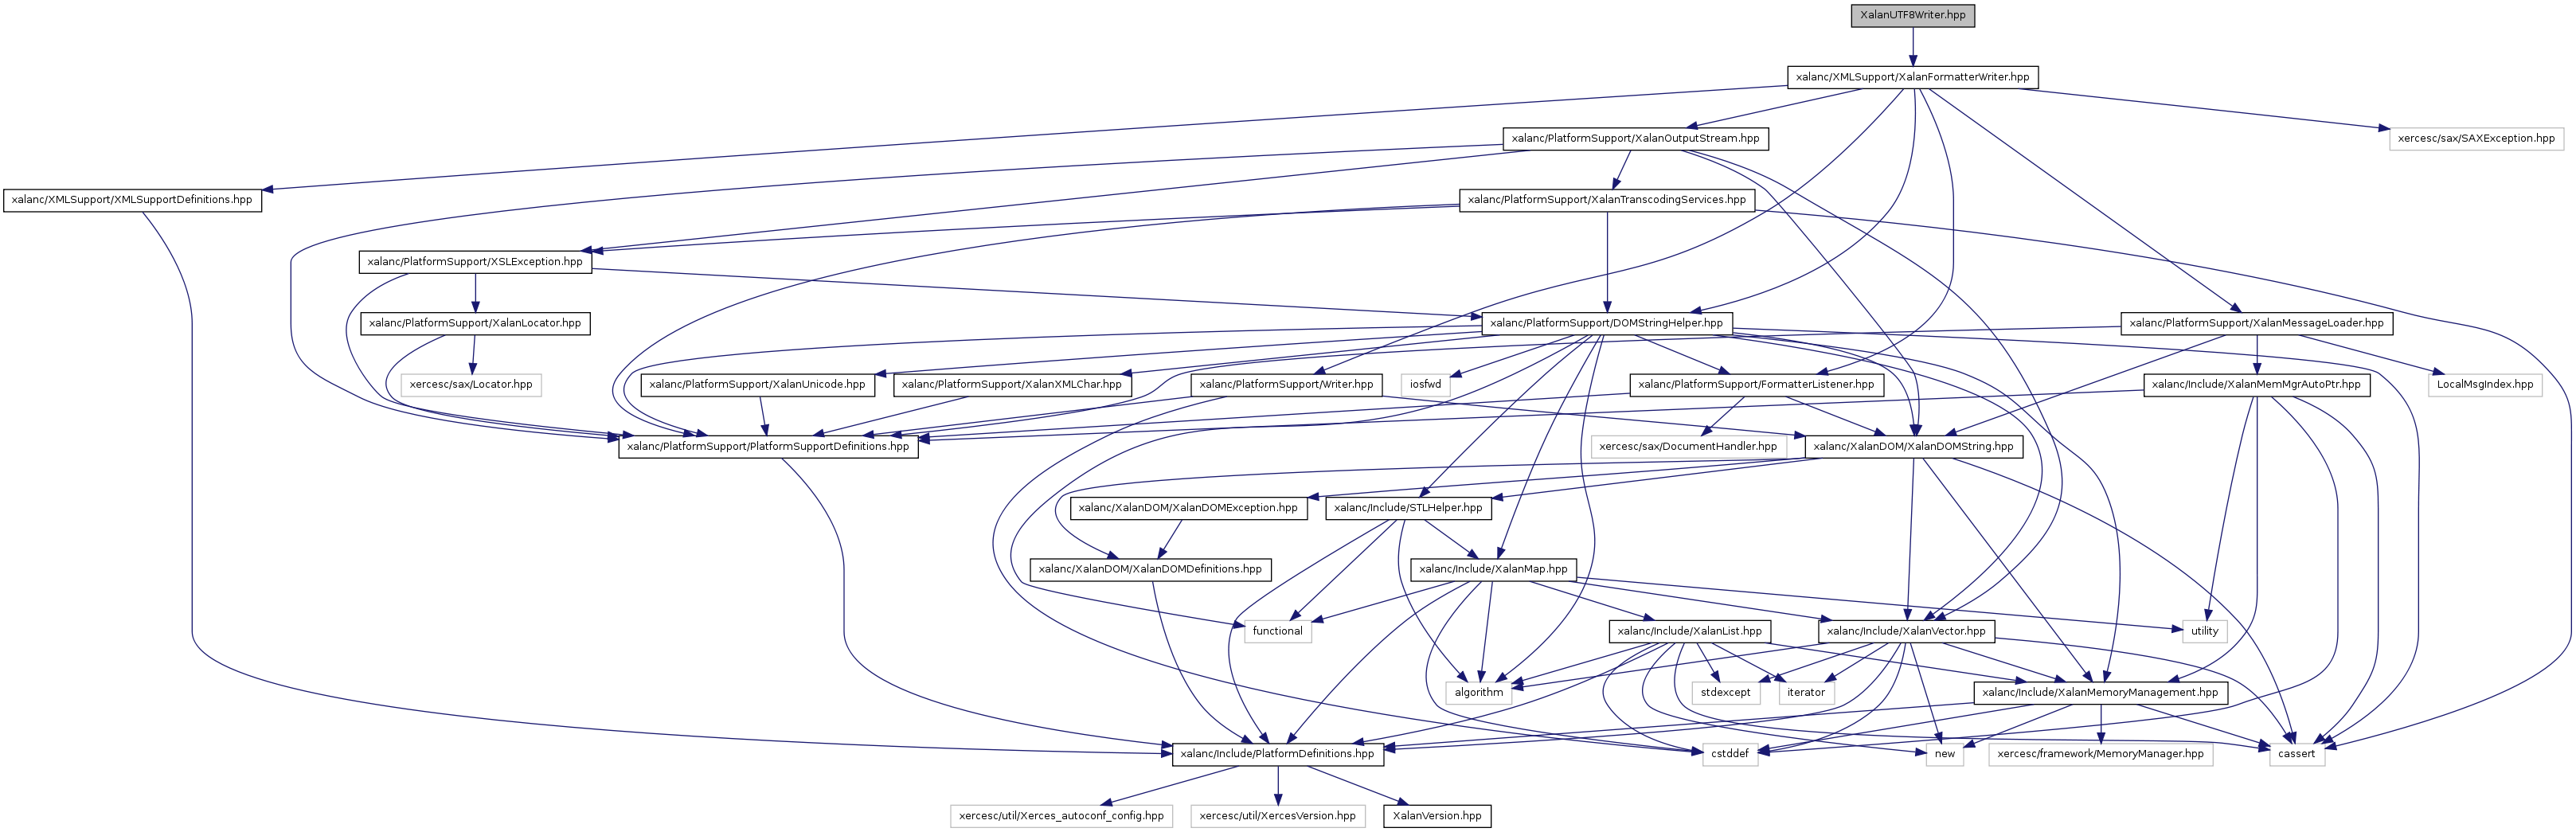 XalanUTF8Writer.hpp
xalanc/XMLSupport/XalanFormatterWriter.hpp
xalanc/PlatformSupport/XalanOutputStream.hpp
xercesc/sax/SAXException.hpp
xalanc/XMLSupport/XMLSupportDefinitions.hpp
xalanc/PlatformSupport/XalanTranscodingServices.hpp
xalanc/PlatformSupport/XSLException.hpp
xalanc/PlatformSupport/XalanLocator.hpp
xalanc/PlatformSupport/DOMStringHelper.hpp
xalanc/PlatformSupport/XalanMessageLoader.hpp
xercesc/sax/Locator.hpp
xalanc/PlatformSupport/XalanUnicode.hpp
xalanc/PlatformSupport/XalanXMLChar.hpp
xalanc/PlatformSupport/Writer.hpp
iosfwd
xalanc/PlatformSupport/FormatterListener.hpp
xalanc/Include/XalanMemMgrAutoPtr.hpp
LocalMsgIndex.hpp
xalanc/PlatformSupport/PlatformSupportDefinitions.hpp
xercesc/sax/DocumentHandler.hpp
xalanc/XalanDOM/XalanDOMString.hpp
xalanc/XalanDOM/XalanDOMException.hpp
xalanc/Include/STLHelper.hpp
xalanc/XalanDOM/XalanDOMDefinitions.hpp
xalanc/Include/XalanMap.hpp
functional
xalanc/Include/XalanList.hpp
xalanc/Include/XalanVector.hpp
utility
algorithm
stdexcept
iterator
xalanc/Include/XalanMemoryManagement.hpp
xalanc/Include/PlatformDefinitions.hpp
cstddef
new
xercesc/framework/MemoryManager.hpp
cassert
xercesc/util/Xerces_autoconf_config.hpp
xercesc/util/XercesVersion.hpp
XalanVersion.hpp